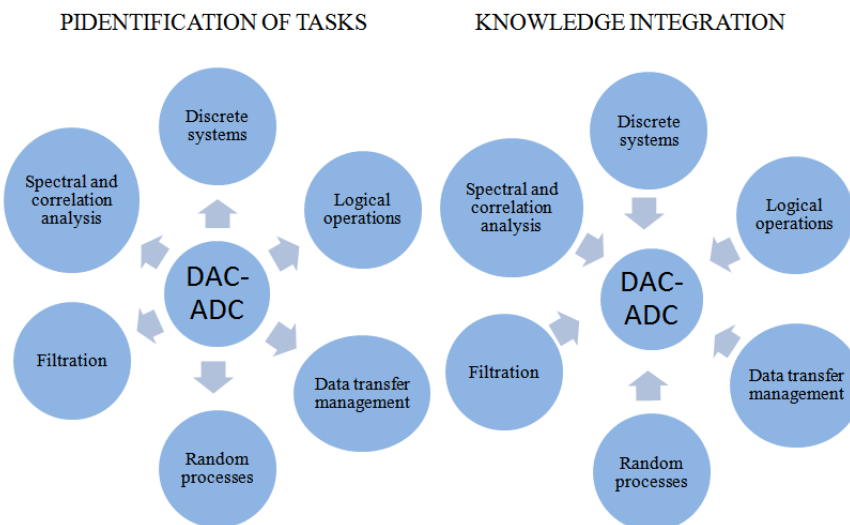 PIDENTIFICATION OF TASKS
Discrete
systems
Spectral and
correlation
analysis
Logical
operations
DAC-
ADC
Filtration
Data transfer
management
Random
processes
KNOWLEDGE INTEGRATION
Discrete
systems
Spectral and
correlation
analysis
Logical
operations
DAC-
ADC
Filtration
Data transfer
management
Random
processes